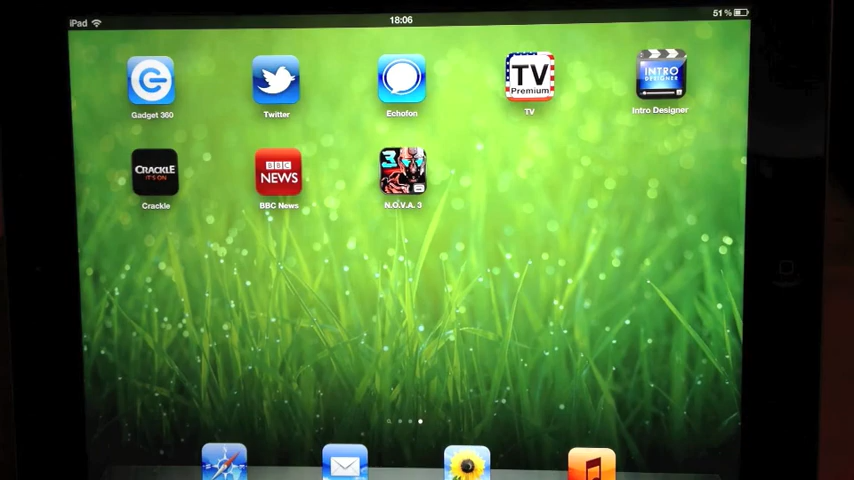 iPad 18:06 51 %
Gadget 360 Twitter Echofon TV Intro Designer
TV
Premium
INTRO
DESIGNER
CRACKLE
IT'S ON
BBC
NEWS
3
Crackle BBC News N.O.V.A. 3